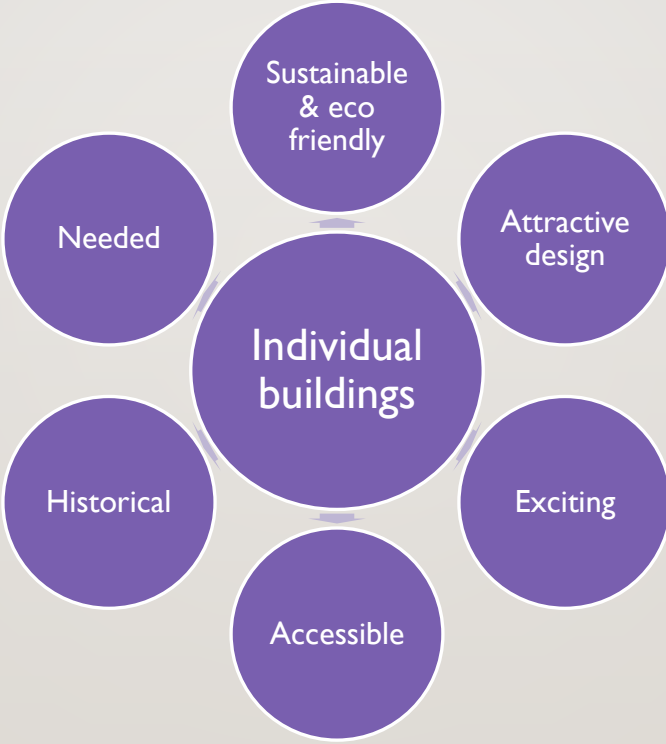 Sustainable
& eco
friendly
Attractive
design
Needed
Individual
buildings
Historical
Exciting
Accessible